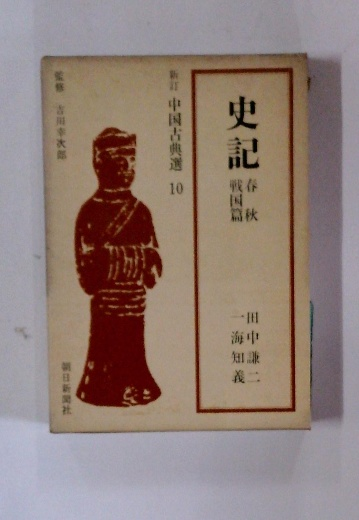 史記
春秋
戦国篇
田中謙二
一海知義
新訂 中国古典選 10
監修 吉川幸次郎
朝日新聞社